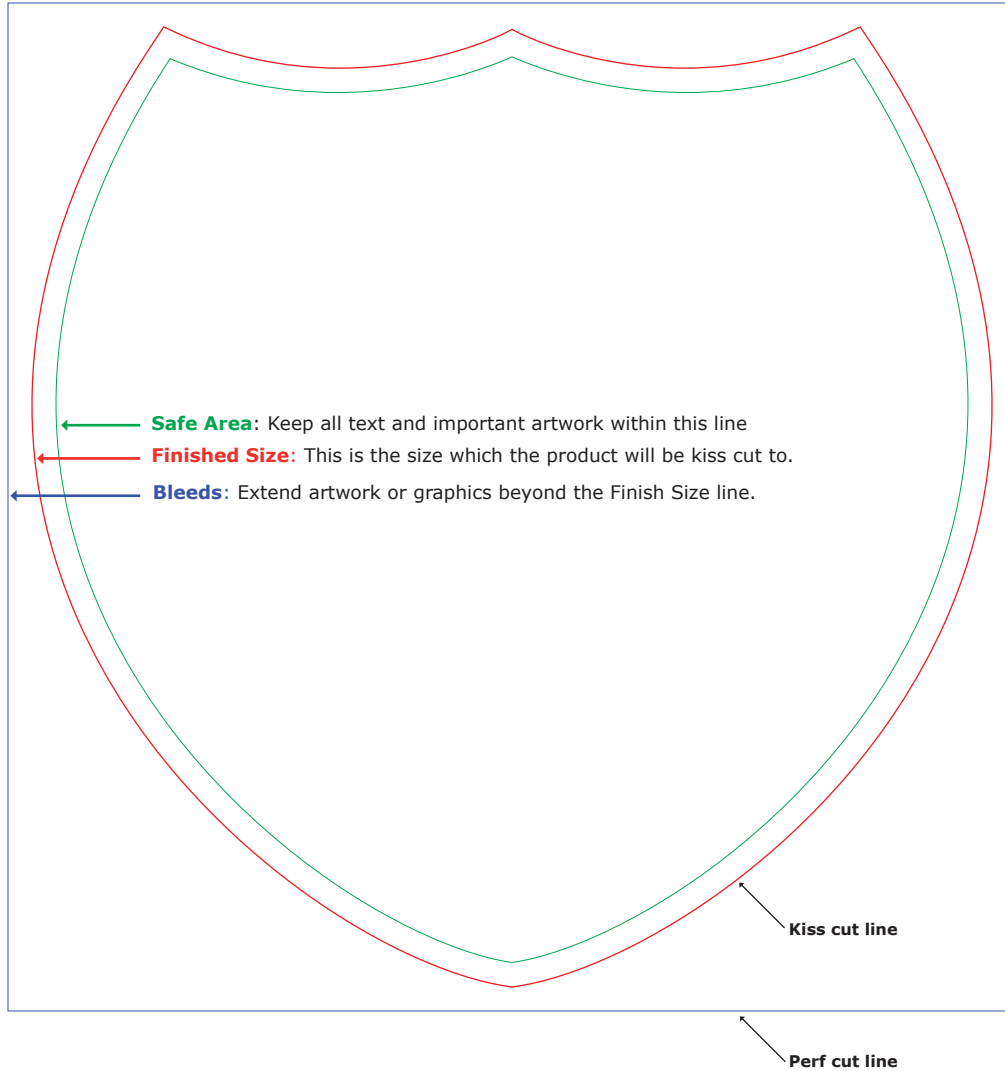 Safe Area: Keep all text and important artwork within this line
Finished Size: This is the size which the product will be kiss cut to.
Bleeds: Extend artwork or graphics beyond the Finish Size line.
Kiss cut line
Perf cut line